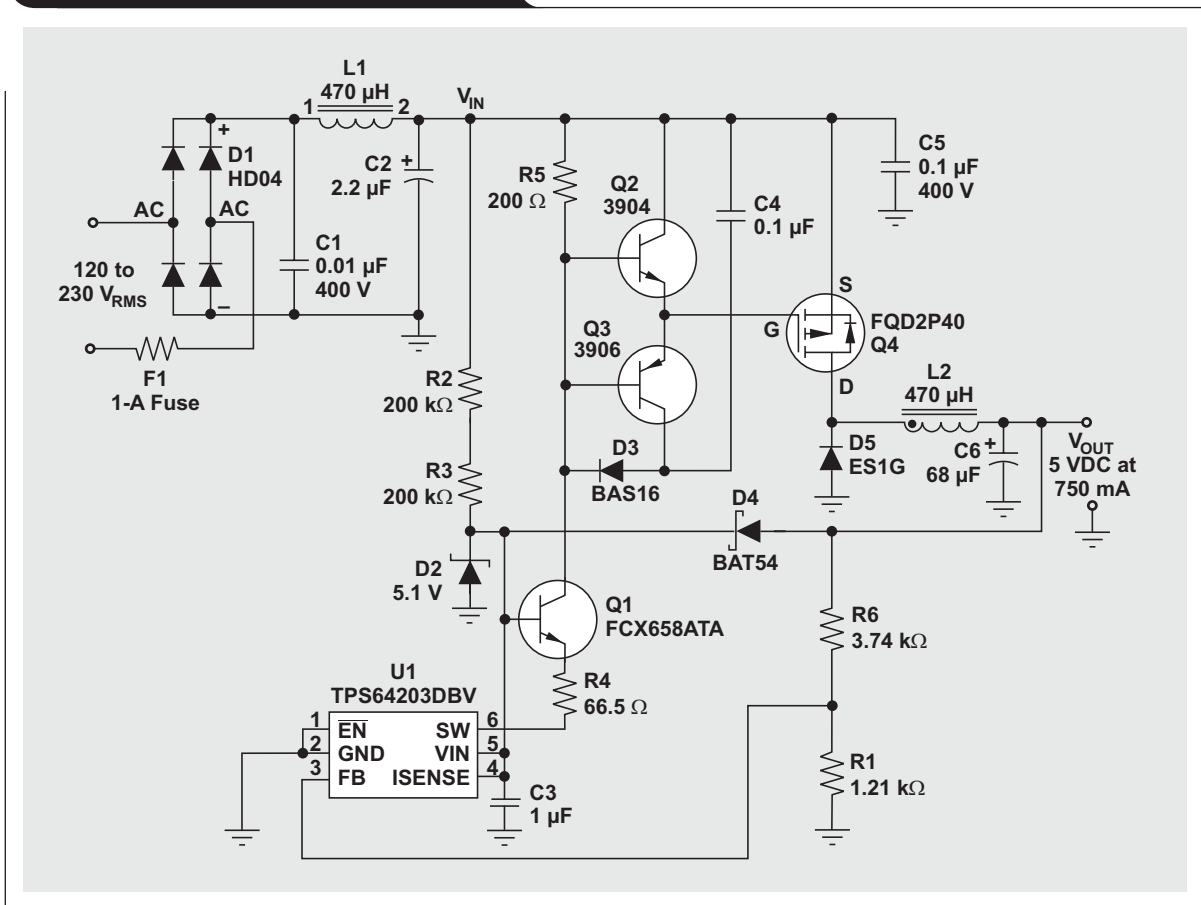 L1
470 µH
1
2
V_IN
+
D1
HD04
C2
2.2 µF
+
R5
200 Ω
Q2
3904
C4
0.1 µF
C5
0.1 µF
400 V
AC
AC
120 to
230 V_RMS
C1
0.01 µF
400 V
–
F1
1-A Fuse
Q3
3906
S
G
D
FQD2P40
Q4
R2
200 kΩ
L2
470 µH
D5
ES1G
C6
68 µF
+
V_OUT
5 VDC at
750 mA
R3
200 kΩ
D3
BAS16
D4
BAT54
D2
5.1 V
Q1
FCX658ATA
R6
3.74 kΩ
R4
66.5 Ω
U1
TPS64203DBV
1 EN SW 6
2 GND VIN 5
3 FB ISENSE 4
C3
1 µF
R1
1.21 kΩ